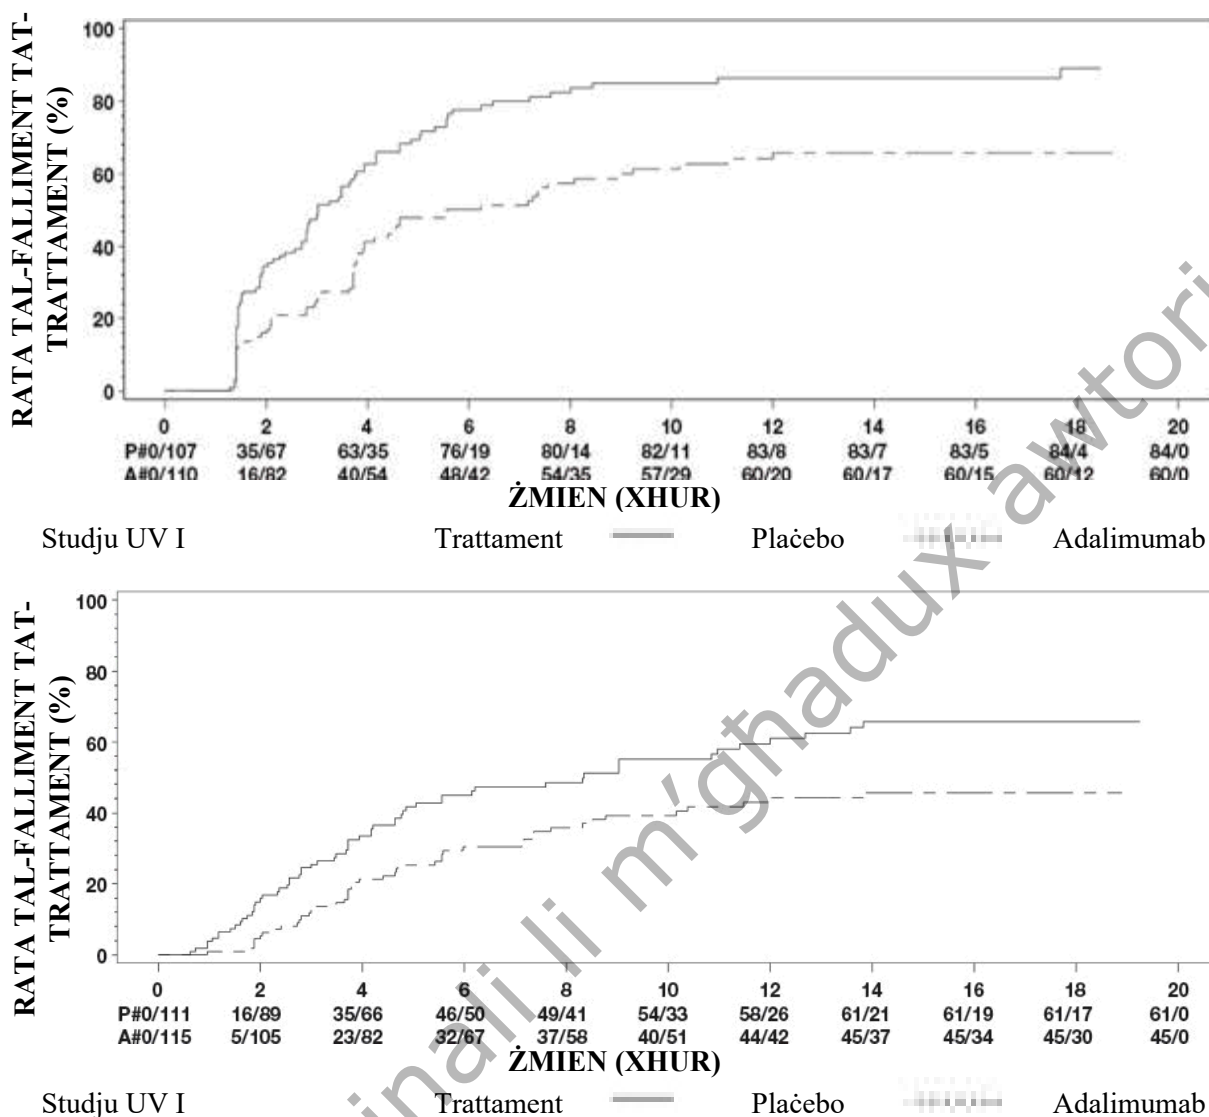 RATA TAL-FALLIMENT TAT-
TRATTAMENT (%)
100
80
60
40
20
0
0 2 4 6 8 10 12 14 16 18 20
P#0/107 35/67 63/35 76/19 80/14 82/11 83/8 83/7 83/5 84/4 84/0
A#0/110 16/82 40/54 48/42 54/35 57/29 60/20 60/17 60/15 60/12 60/0
ŻMIEN (XHUR)
Studju UV I Trattament Plaċebo Adalimumab
RATA TAL-FALLIMENT TAT-
TRATTAMENT (%)
100
80
60
40
20
0
0 2 4 6 8 10 12 14 16 18 20
P#0/111 16/89 35/66 46/50 49/41 54/33 58/26 61/21 61/19 61/17 61/0
A#0/115 5/105 23/82 32/67 37/58 40/51 44/42 45/37 45/34 45/30 45/0
ŻMIEN (XHUR)
Studju UV I Trattament Plaċebo Adalimumab
inali li m'għadux awtori